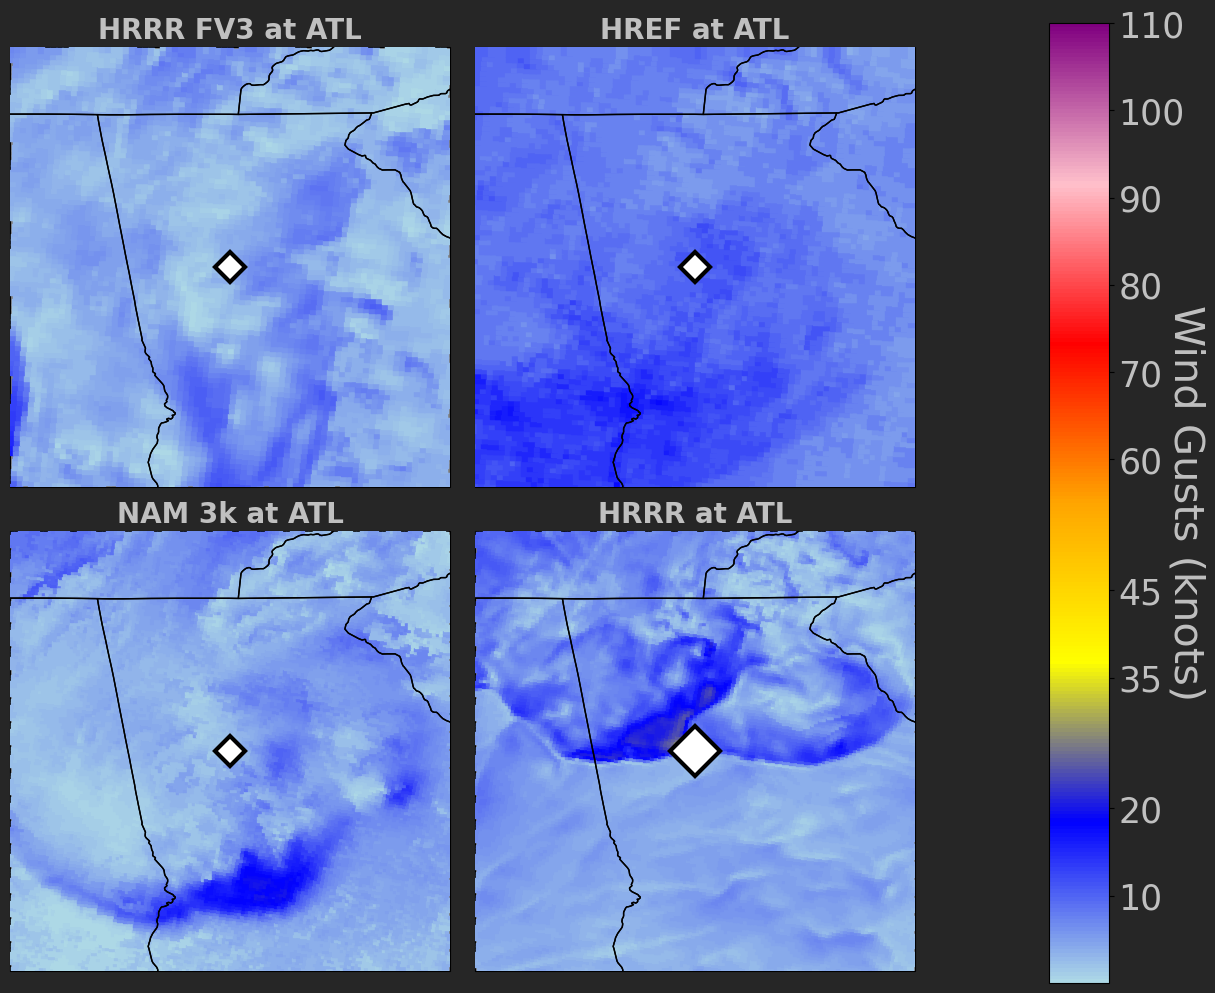 HRRR FV3 at ATL
HREF at ATL
NAM 3k at ATL
HRRR at ATL
110
100
90
80
70
60
45
35
20
10
Wind Gusts (knots)